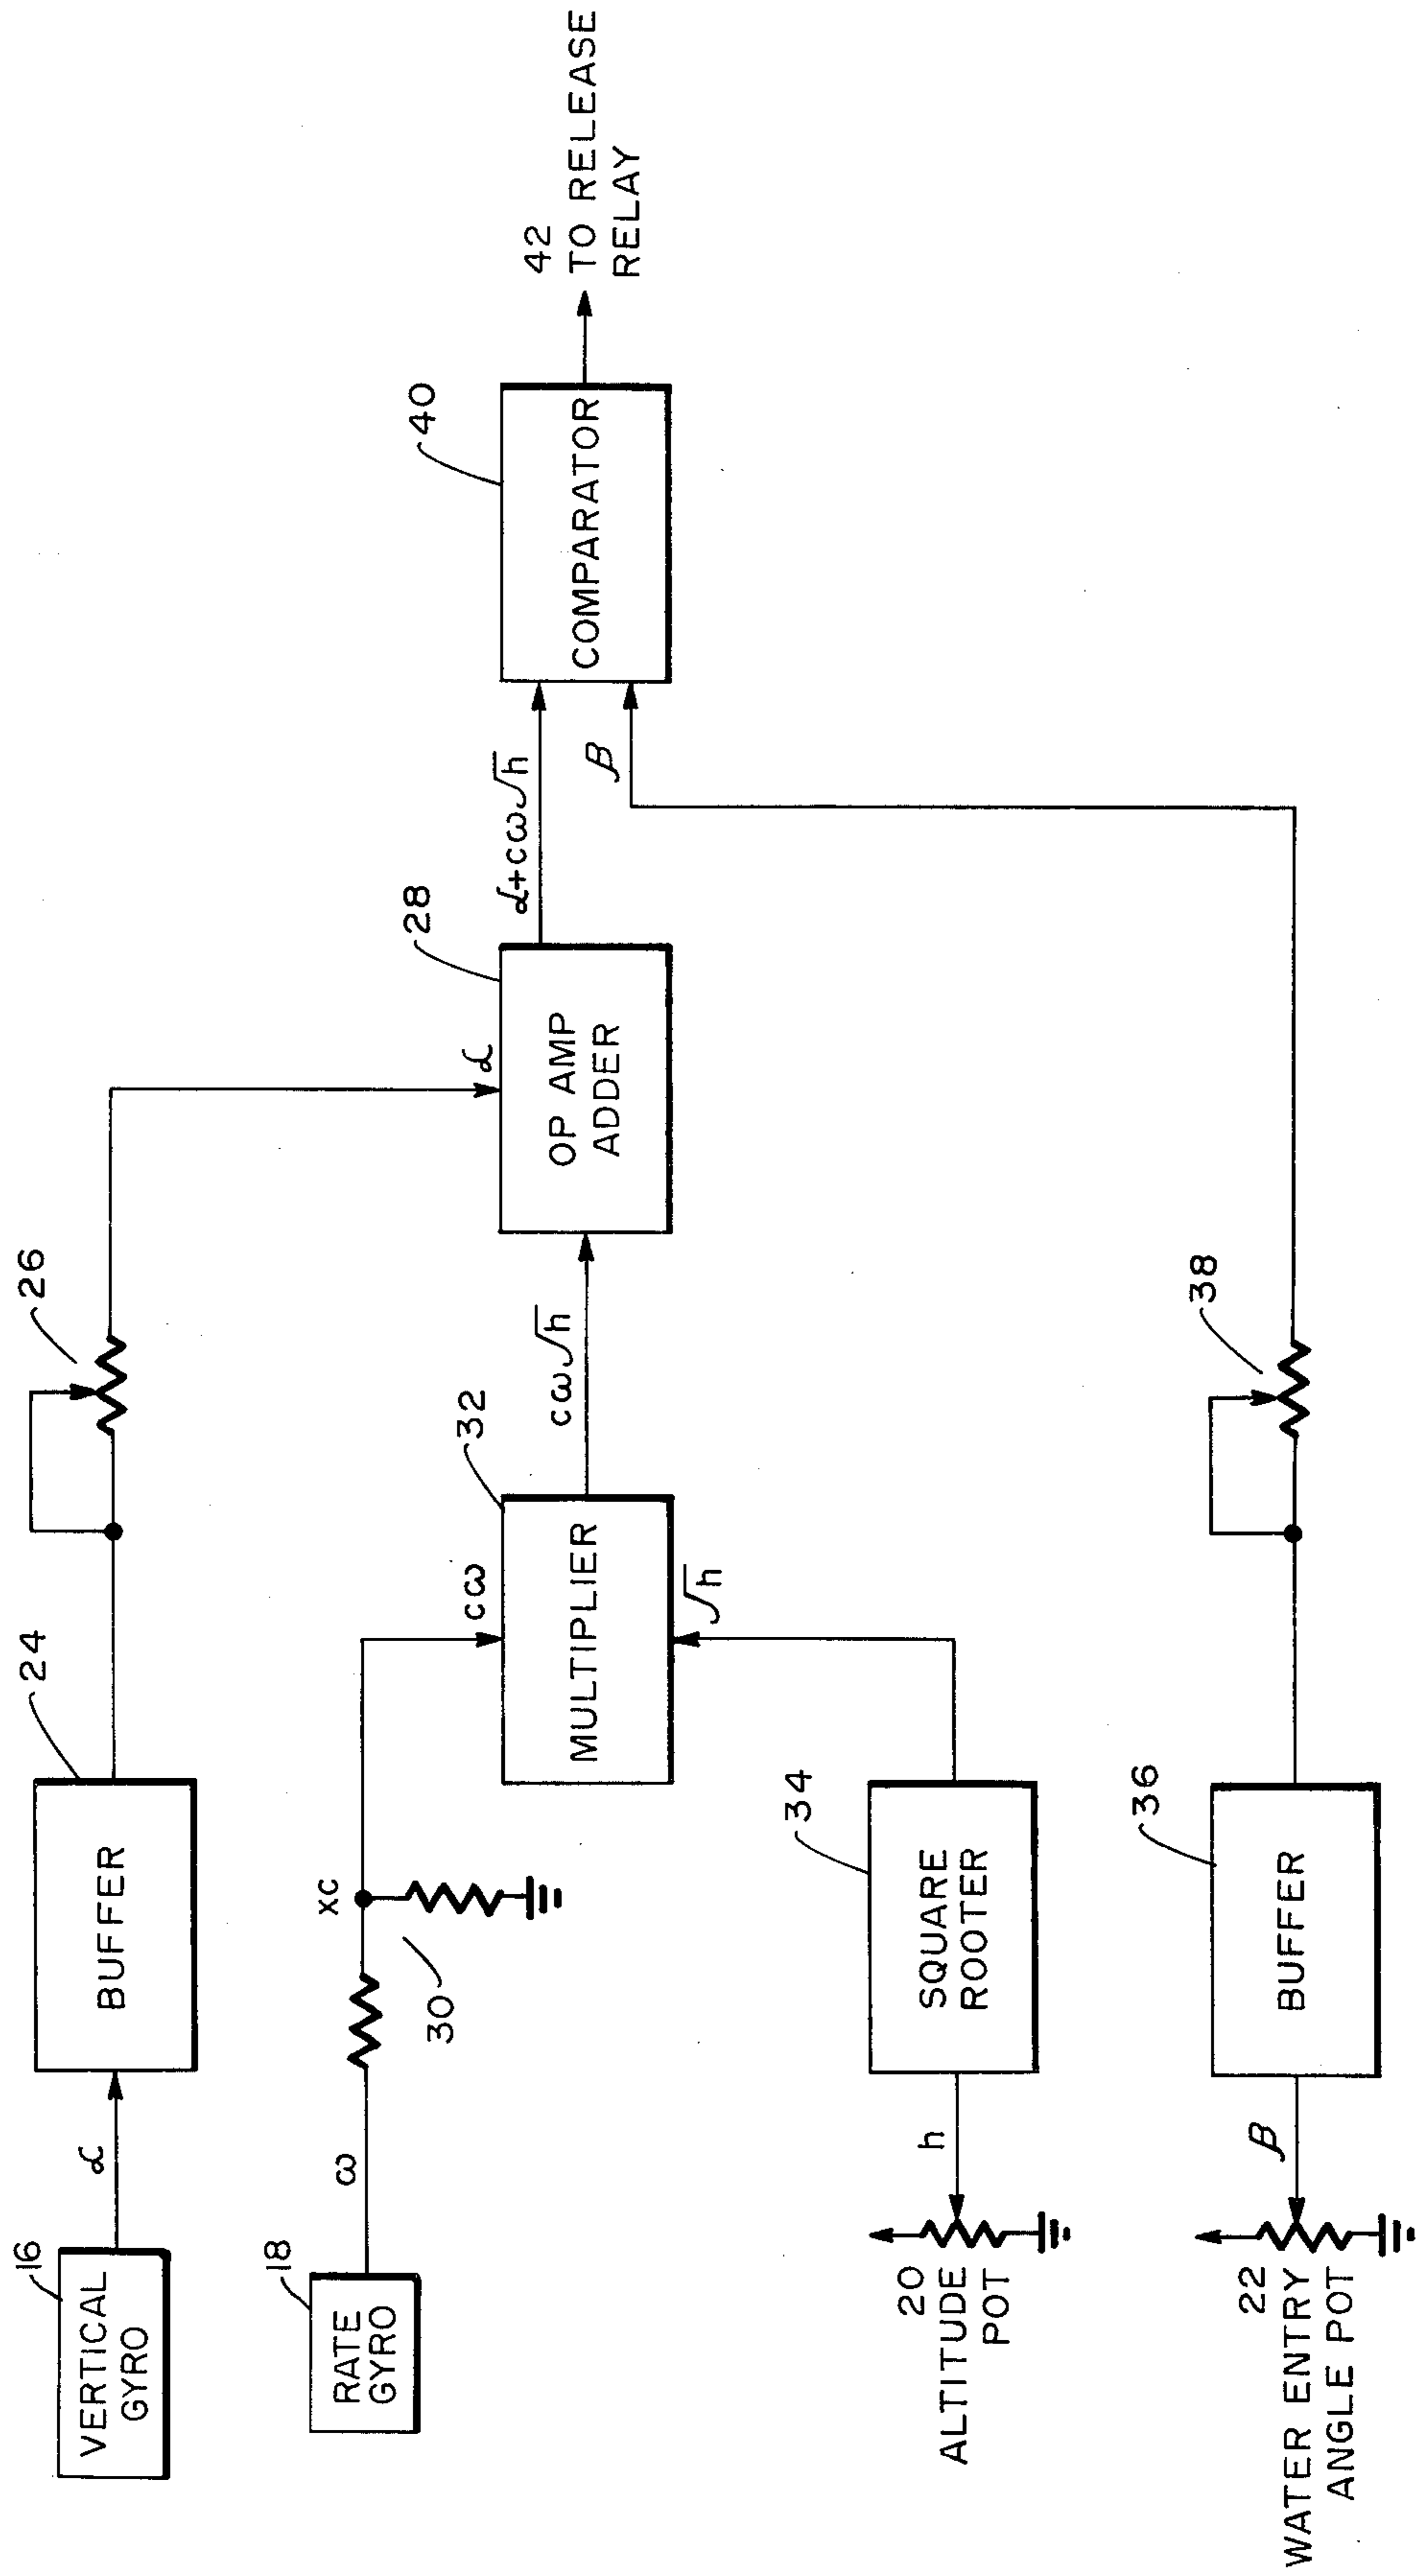 16
VERTICAL
GYRO
α
24
BUFFER
26
α
18
RATE
GYRO
ω
30
XC
cω
32
MULTIPLIER
cω√h
28
OP AMP
ADDER
α+cω√h
40
COMPARATOR
42
TO RELEASE
RELAY
20
ALTITUDE
POT
h
34
SQUARE
ROOTER
√h
22
WATER ENTRY
ANGLE POT
β
36
BUFFER
38
β